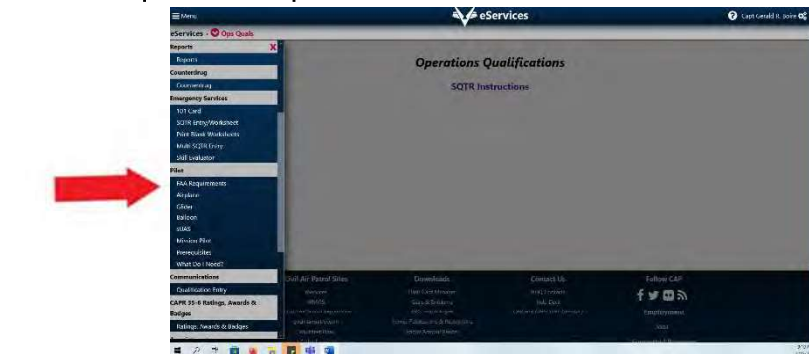 Menu
eServices
Capt Gerald R. Boire
eServices - Ops Quals
Reports X
Reports
Operations Qualifications
Counterdrug
Counterdrug
SQTR Instructions
Emergency Services
101 Card
SQTR Entry/Worksheet
Print Blank Worksheets
Multi SQTR Entry
Skill Evaluator
Pilot
FAA Requirements
Airplane
Glider
Balloon
sUAS
Mission Pilot
Prerequisites
What Do I Need?
Communications
Civil Air Patrol Sites
Downloads
Contact Us
Follow CAP
Qualification Entry
CAPR 35-6 Ratings, Awards &
Badges
Employment
Ratings, Awards & Badges